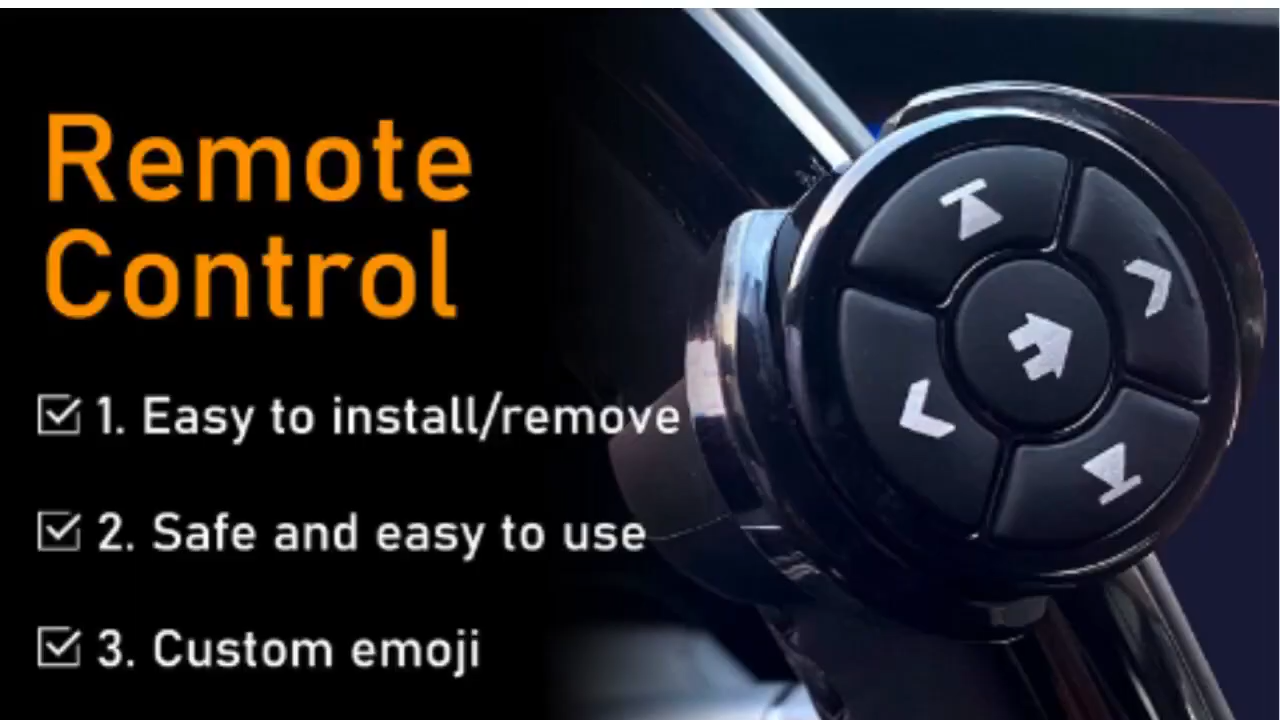 Remote
Control
1. Easy to install/remove
2. Safe and easy to use
3. Custom emoji